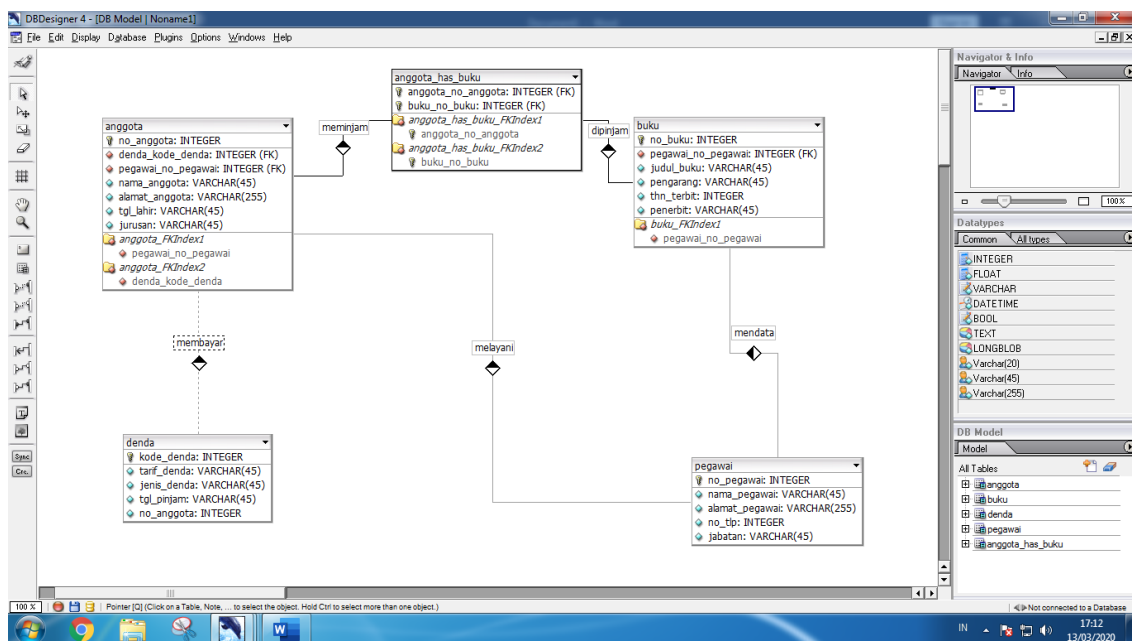 DBDesigner 4 - [DB Model | Noname1]
File Edit Display Database Plugins Options Windows Help
anggota_has_buku
anggota_no_anggota: INTEGER (FK)
buku_no_buku: INTEGER (FK)
anggota_has_buku_FKIndex1
anggota_no_anggota
anggota_has_buku_FKIndex2
buku_no_buku
meminjam
dipinjam
anggota
no_anggota: INTEGER
denda_kode_denda: INTEGER (FK)
pegawai_no_pegawai: INTEGER (FK)
nama_anggota: VARCHAR(45)
alamat_anggota: VARCHAR(255)
tgl_lahir: VARCHAR(45)
jurusan: VARCHAR(45)
anggota_FKIndex1
pegawai_no_pegawai
anggota_FKIndex2
denda_kode_denda
buku
no_buku: INTEGER
pegawai_no_pegawai: INTEGER (FK)
judul_buku: VARCHAR(45)
pengarang: VARCHAR(45)
thn_terbit: INTEGER
penerbit: VARCHAR(45)
buku_FKIndex1
pegawai_no_pegawai
membayar
melayani
mendata
denda
kode_denda: INTEGER
tarif_denda: VARCHAR(45)
jenis_denda: VARCHAR(45)
tgl_pinjam: VARCHAR(45)
no_anggota: INTEGER
pegawai
no_pegawai: INTEGER
nama_pegawai: VARCHAR(45)
alamat_pegawai: VARCHAR(255)
no_tlp: INTEGER
jabatan: VARCHAR(45)
Navigator & Info
Navigator Info
100%
Datatypes
Common All types
INTEGER
FLOAT
VARCHAR
DATETIME
BOOL
TEXT
LONGBLOB
Varchar(20)
Varchar(45)
Varchar(255)
DB Model
Model
All Tables
anggota
buku
denda
pegawai
anggota_has_buku
Sync
100 % Pointer [Q] (Click on a Table, Note, ... to select the object. Hold Ctrl to select more than one object.)
Not connected to a Database
IN 17:12
13/03/2020